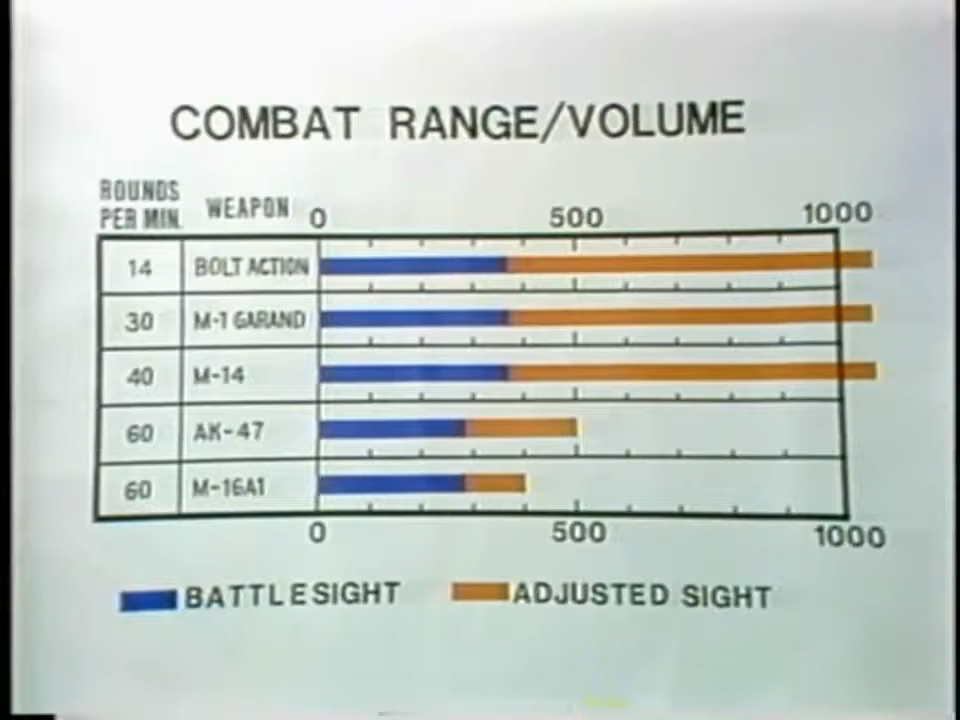 COMBAT RANGE/VOLUME
ROUNDS
PER MIN. WEAPON 0 500 1000
14 BOLT ACTION
30 M-1 GARAND
40 M-14
60 AK-47
60 M-16A1
0 500 1000
BATTLESIGHT ADJUSTED SIGHT